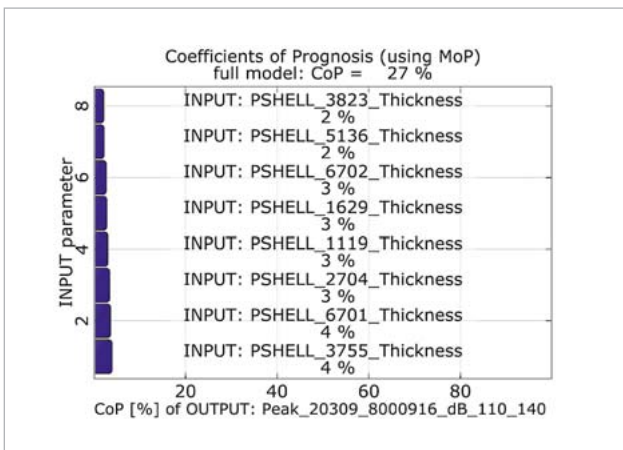 Coefficients of Prognosis (using MoP)
full model: CoP = 27 %
INPUT: PSHELL_3823_Thickness
2 %
INPUT: PSHELL_5136_Thickness
2 %
INPUT: PSHELL_6702_Thickness
3 %
INPUT: PSHELL_1629_Thickness
3 %
INPUT: PSHELL_1119_Thickness
3 %
INPUT: PSHELL_2704_Thickness
3 %
INPUT: PSHELL_6701_Thickness
4 %
INPUT: PSHELL_3755_Thickness
4 %
INPUT parameter
8
6
4
2
20 40 60 80
CoP [%] of OUTPUT: Peak_20309_8000916_dB_110_140